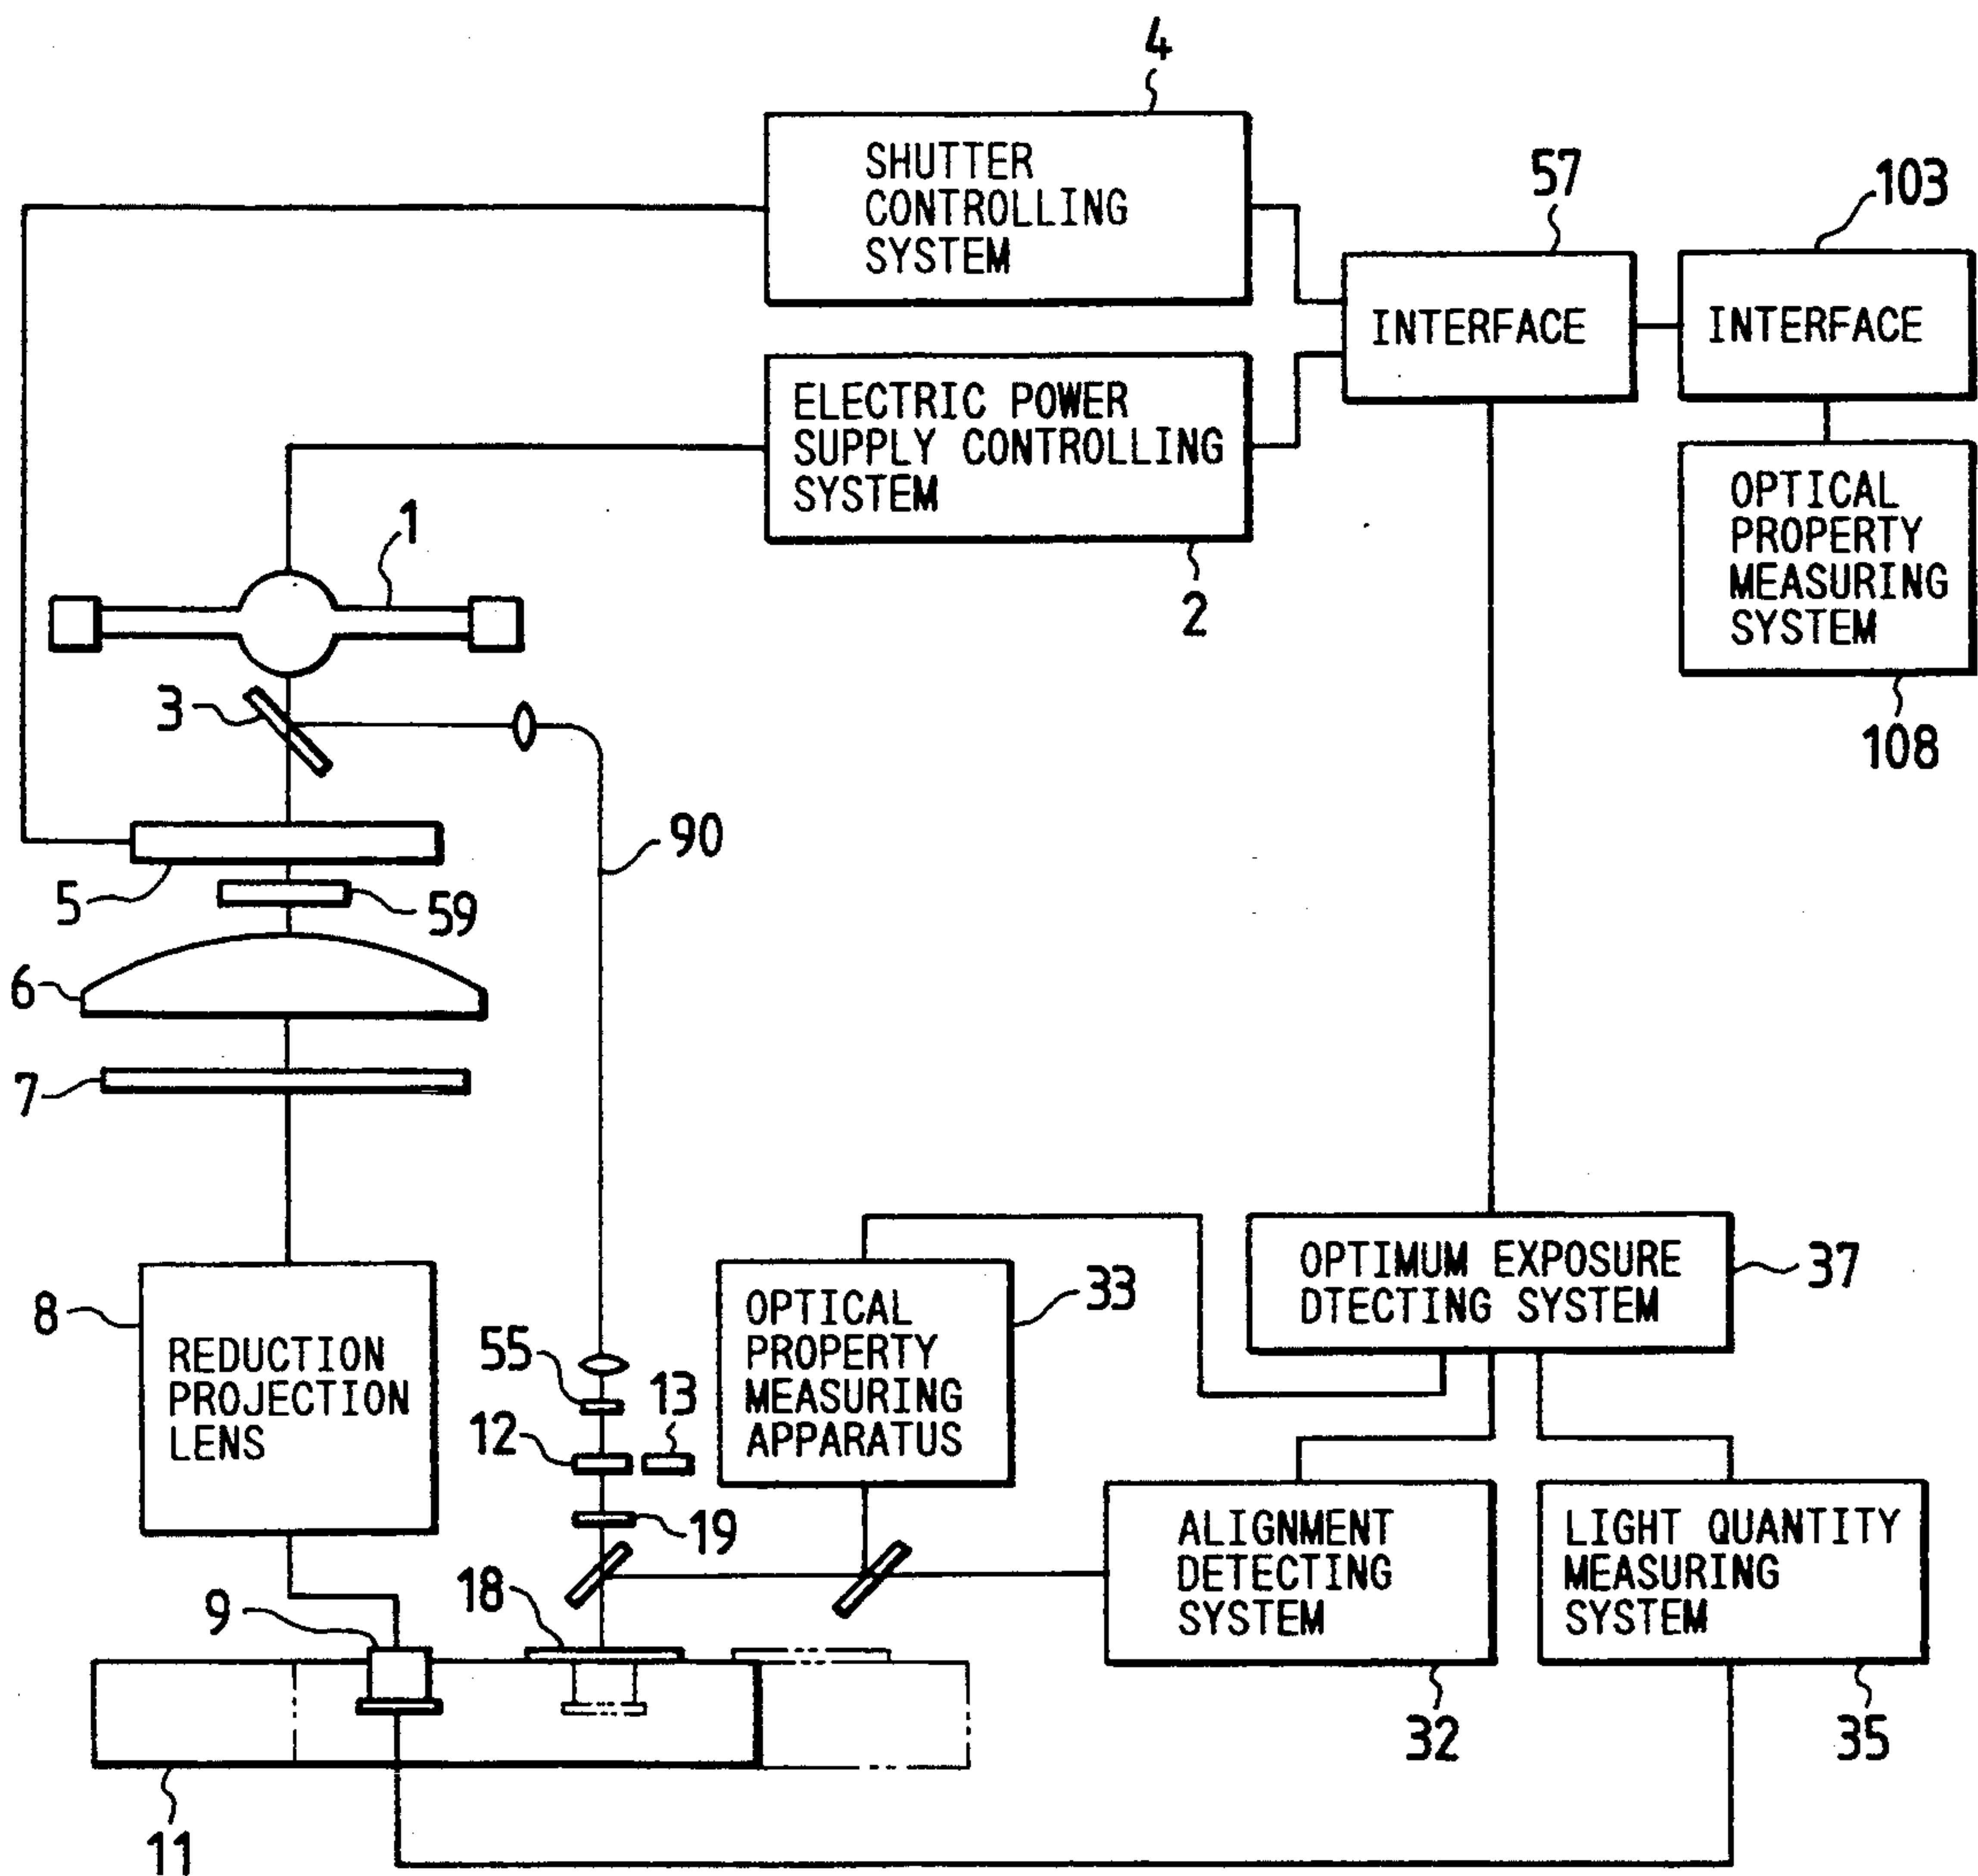 4
SHUTTER
CONTROLLING
SYSTEM
57
103
INTERFACE
INTERFACE
ELECTRIC POWER
SUPPLY CONTROLLING
SYSTEM
2
OPTICAL
PROPERTY
MEASURING
SYSTEM
108
1
3
90
5
59
6
7
8
REDUCTION
PROJECTION
LENS
55
12
13
19
OPTICAL
PROPERTY
MEASURING
APPARATUS
33
OPTIMUM EXPOSURE
DTECTING SYSTEM
37
ALIGNMENT
DETECTING
SYSTEM
32
LIGHT QUANTITY
MEASURING
SYSTEM
35
9
18
11